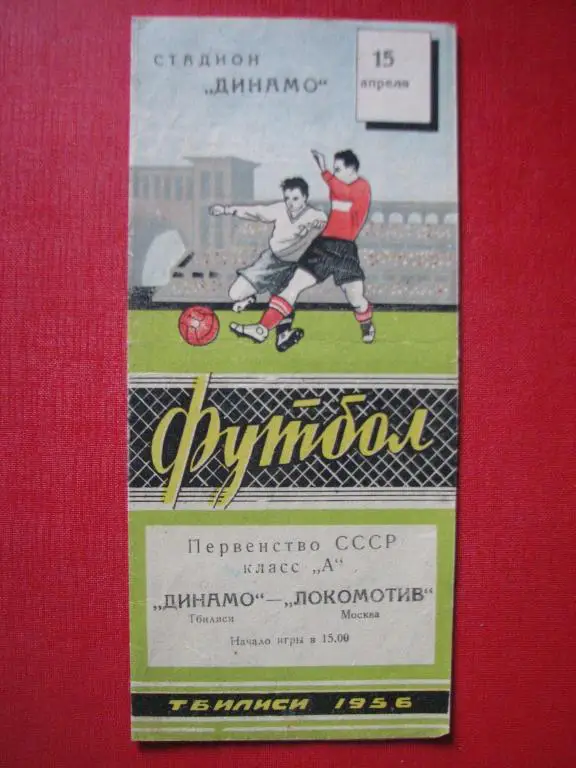 СТАДИОН
„ДИНАМО“
15
апреля
Футбол
Первенство СССР
класс „А“
„ДИНАМО“—„ЛОКОМОТИВ“
Тбилиси Москва
Начало игры в 15.00
ТБИЛИСИ 1956